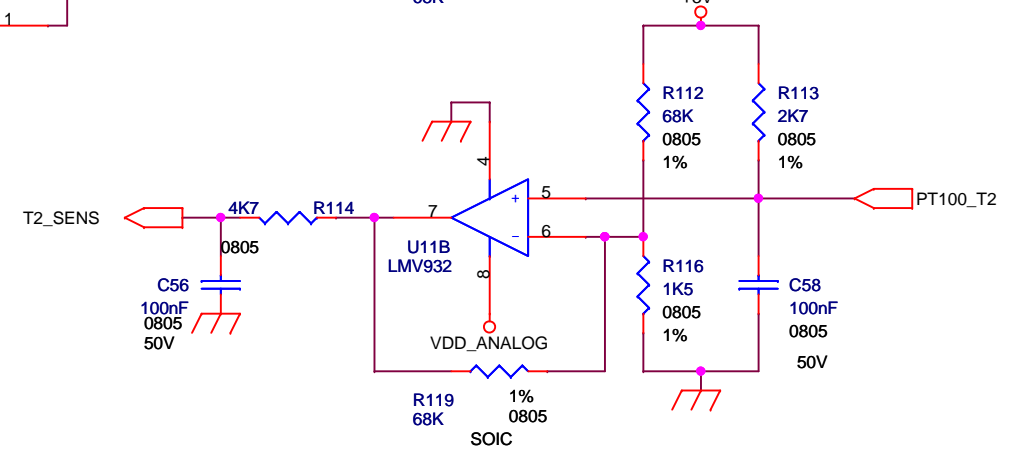 1
R112
68K
0805
1%
R113
2K7
0805
1%
4
5
PT100_T2
T2_SENS
4K7
R114
7
+
-
6
0805
U11B
LMV932
8
C56
100nF
0805
50V
R116
1K5
0805
1%
C58
100nF
0805
50V
VDD_ANALOG
R119
68K
1%
0805
SOIC